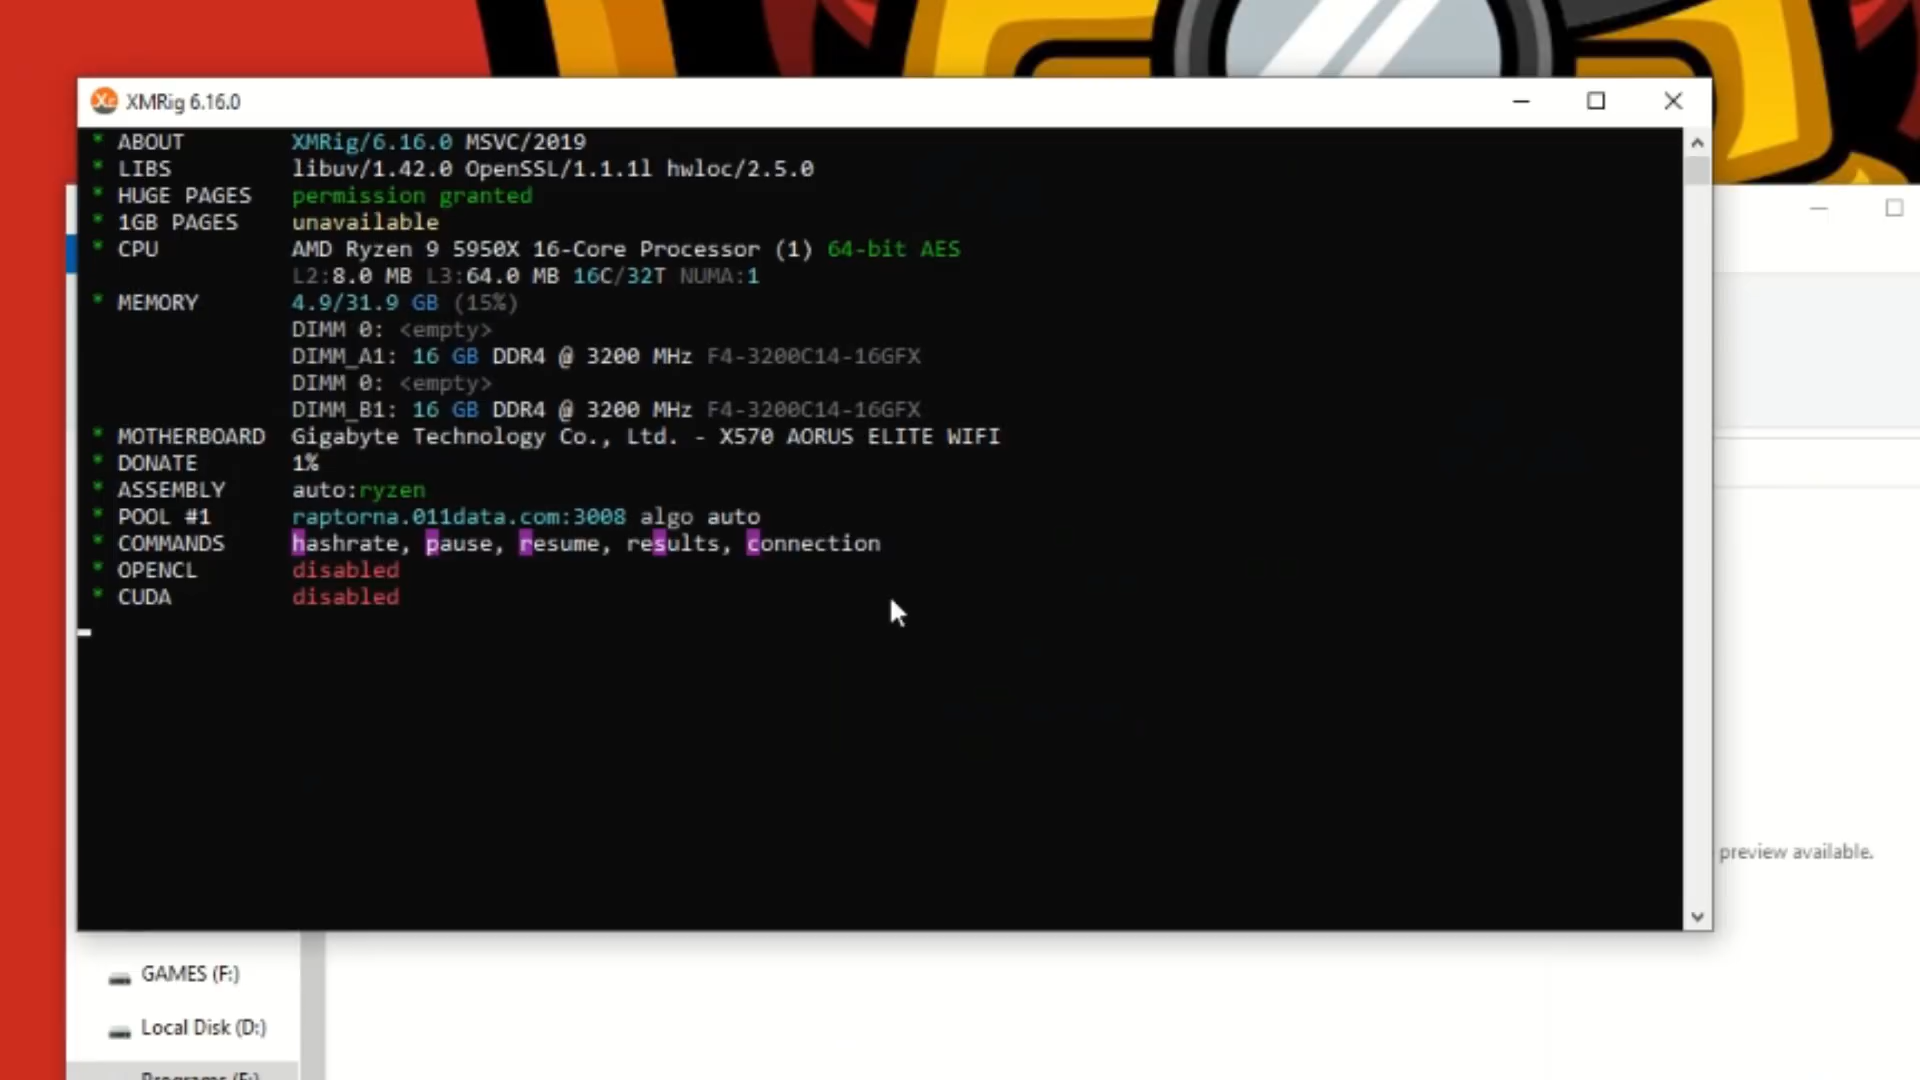 XMRig 6.16.0
* ABOUT XMRig/6.16.0 MSVC/2019
* LIBS libuv/1.42.0 OpenSSL/1.1.1l hwloc/2.5.0
* HUGE PAGES permission granted
* 1GB PAGES unavailable
* CPU AMD Ryzen 9 5950X 16-Core Processor (1) 64-bit AES
L2:8.0 MB L3:64.0 MB 16C/32T NUMA:1
* MEMORY 4.9/31.9 GB (15%)
DIMM 0: <empty>
DIMM_A1: 16 GB DDR4 @ 3200 MHz F4-3200C14-16GFX
DIMM 0: <empty>
DIMM_B1: 16 GB DDR4 @ 3200 MHz F4-3200C14-16GFX
* MOTHERBOARD Gigabyte Technology Co., Ltd. - X570 AORUS ELITE WIFI
* DONATE 1%
* ASSEMBLY auto:ryzen
* POOL #1 raptorna.011data.com:3008 algo auto
* COMMANDS hashrate, pause, resume, results, connection
* OPENCL disabled
* CUDA disabled
preview available.
GAMES (F:)
Local Disk (D:)